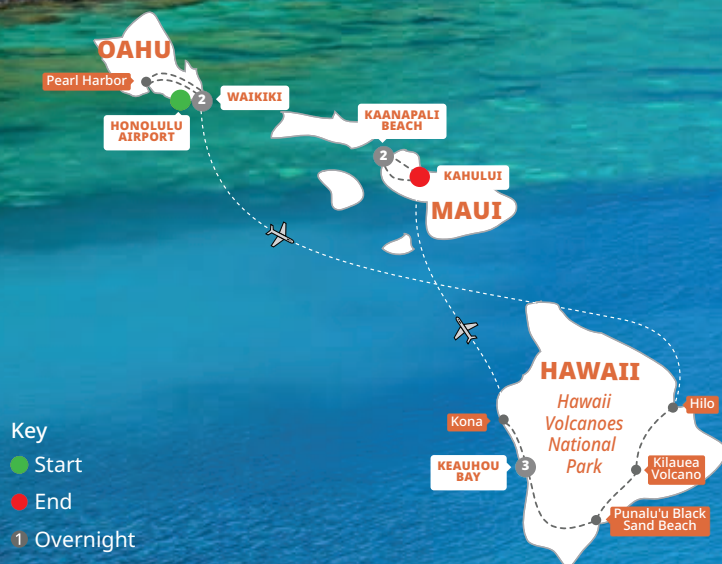 OAHU
Pearl Harbor
2
WAIKIKI
HONOLULU
AIRPORT
KAANAPALI
BEACH
2
KAHULUI
MAUI
HAWAII
Hawaii
Volcanoes
National
Park
Hilo
Kona
KEAUHOU
BAY
3
Kilauea
Volcano
Punalu'u Black
Sand Beach
Key
Start
End
1 Overnight